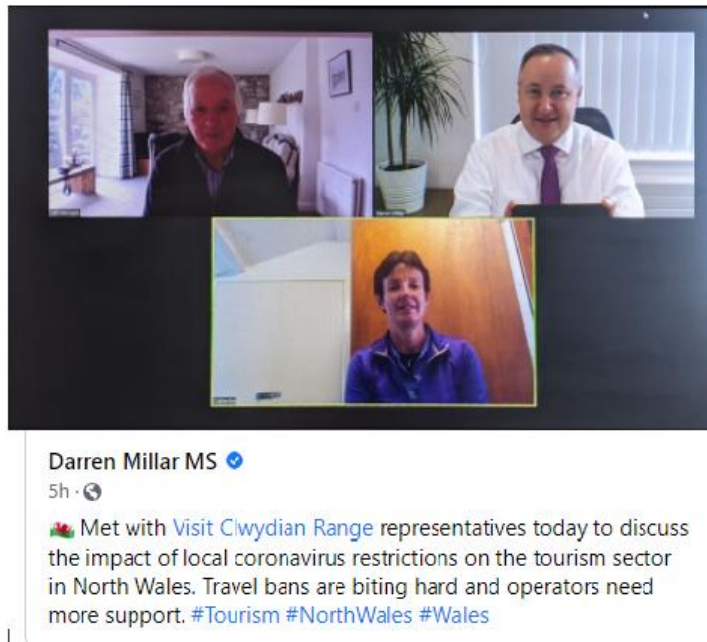 Darren Millar MS
5h ·
Met with Visit Clwydian Range representatives today to discuss
the impact of local coronavirus restrictions on the tourism sector
in North Wales. Travel bans are biting hard and operators need
more support. #Tourism #NorthWales #Wales